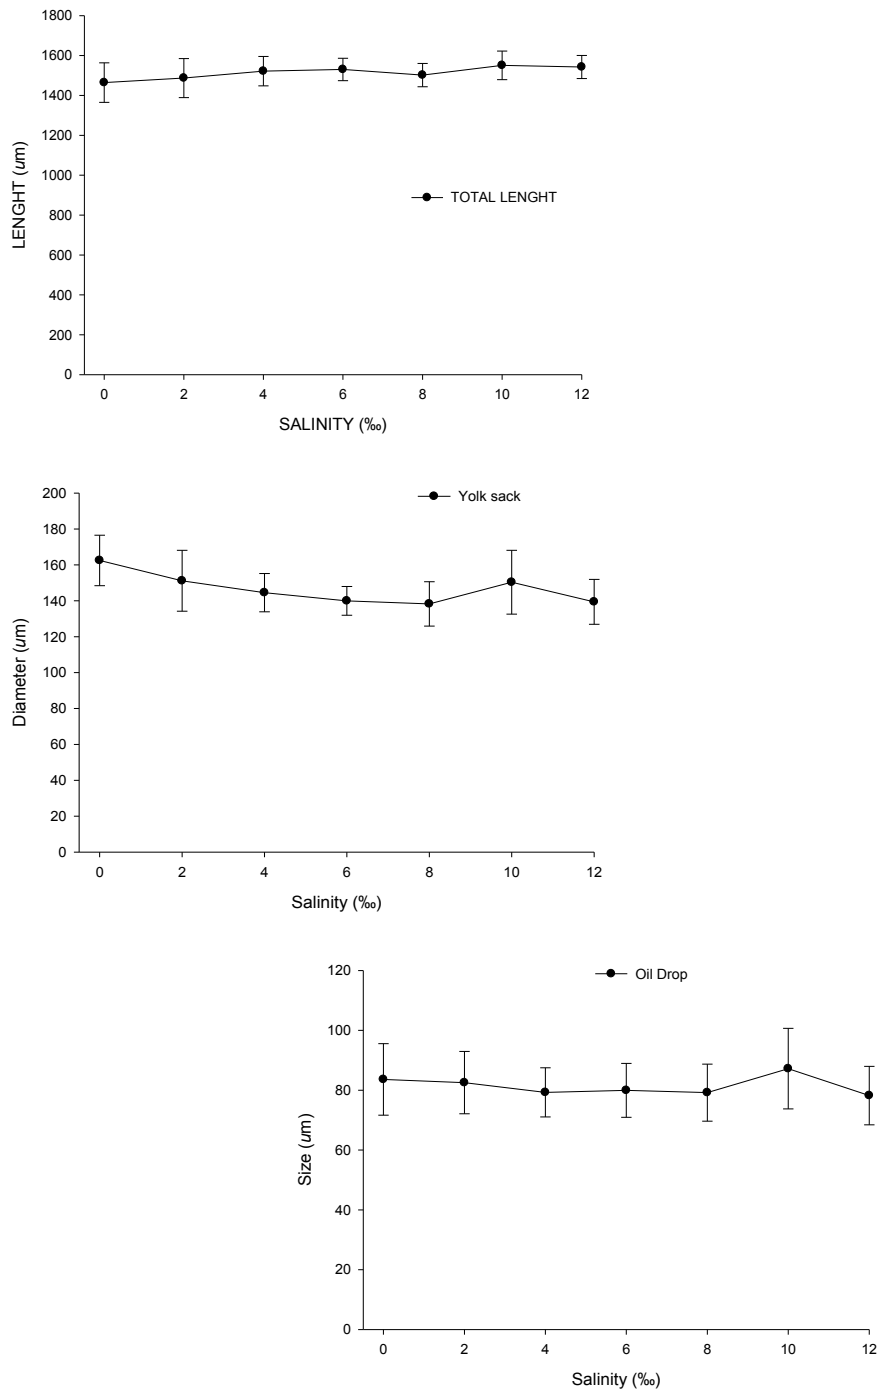 1800
1600
1400
1200
1000
800
600
400
200
0
LENGHT (um)
TOTAL LENGHT
0 2 4 6 8 10 12
SALINITY (‰)
200
180
160
140
120
100
80
60
40
20
0
Diameter (um)
Yolk sack
0 2 4 6 8 10 12
Salinity (‰)
120
100
80
60
40
20
0
Size (um)
Oil Drop
0 2 4 6 8 10 12
Salinity (‰)